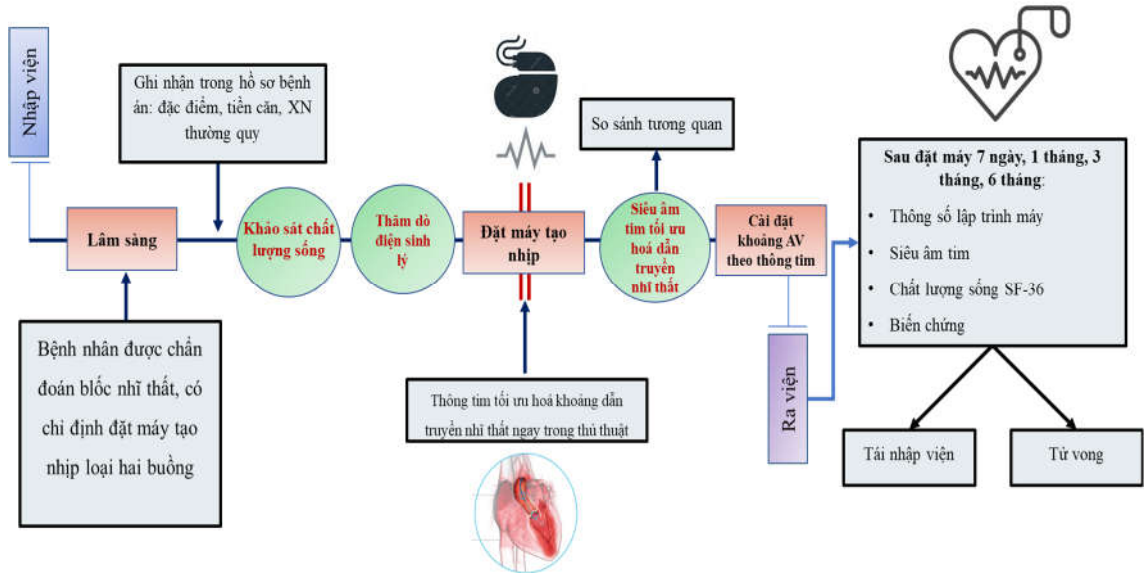 Nhập viện
Ghi nhận trong hồ sơ bệnh
án: đặc điểm, tiền căn, XN
thường quy
Lâm sàng
Bệnh nhân được chẩn
đoán blốc nhĩ thất, có
chỉ định đặt máy tạo
nhịp loại hai buồng
Khảo sát chất
lượng sống
Thăm dò
điện sinh
lý
Đặt máy tạo
nhịp
Thông tim tối ưu hoá khoảng dẫn
truyền nhĩ thất ngay trong thủ thuật
So sánh tương quan
Siêu âm
tim tối ưu
hoá dẫn
truyền
nhĩ thất
Cài đặt
khoảng AV
theo thông tim
Ra viện
Sau đặt máy 7 ngày, 1 tháng, 3
tháng, 6 tháng:
• Thông số lập trình máy
• Siêu âm tim
• Chất lượng sống SF-36
• Biến chứng
Tái nhập viện
Tử vong